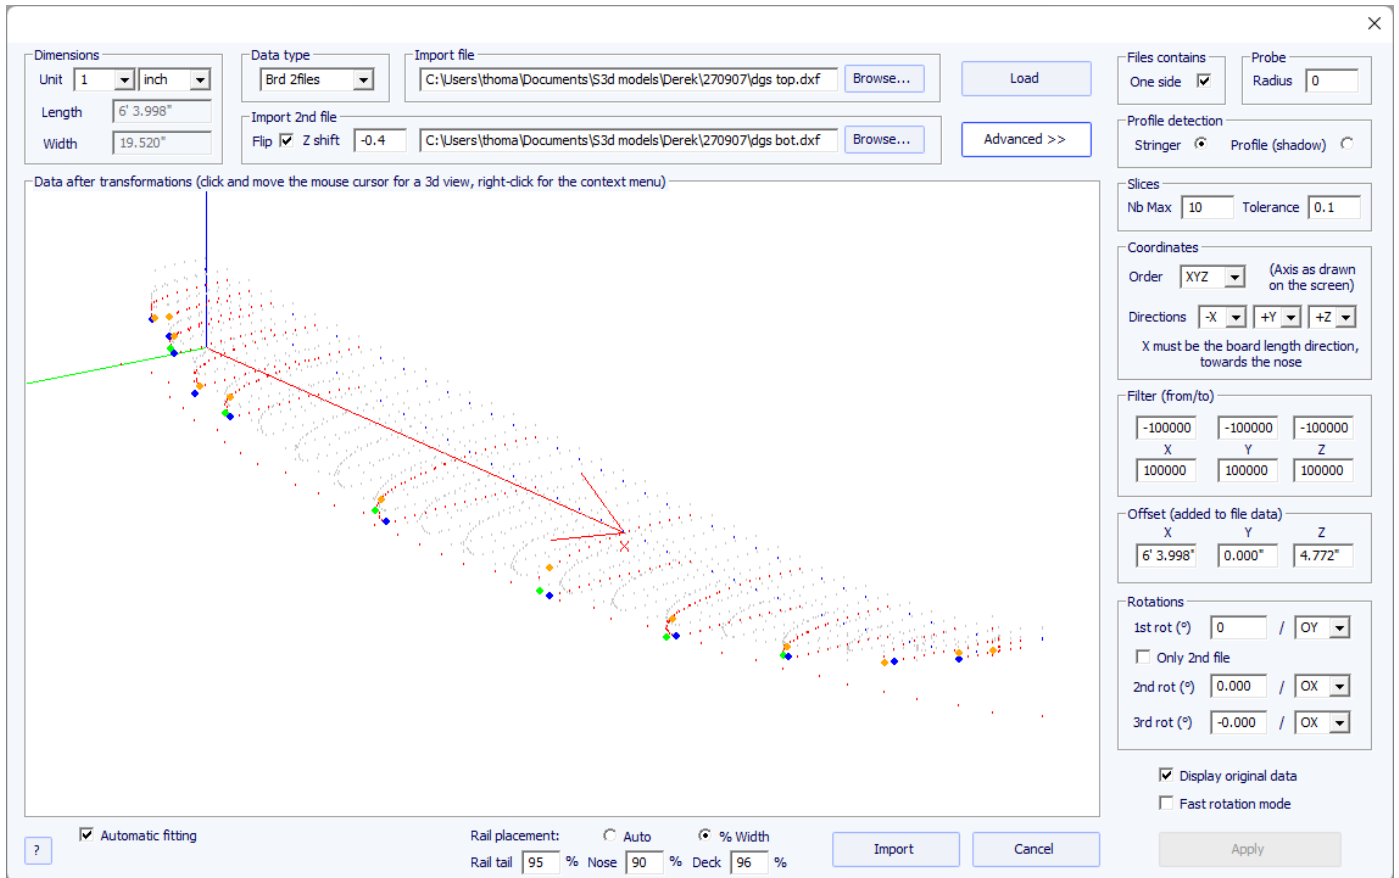 Dimensions
Unit 1 inch
Length 6' 3.998"
Width 19.520"
Data type
Brd 2files
Import file
C:\Users\thoma\Documents\S3d models\Derek\270907\dgs top.dxf Browse...
Load
Import 2nd file
Flip Z shift -0.4 C:\Users\thoma\Documents\S3d models\Derek\270907\dgs bot.dxf Browse...
Advanced >>
Files contains
One side
Probe
Radius 0
Profile detection
Stringer Profile (shadow)
Slices
Nb Max 10 Tolerance 0.1
Coordinates
Order XYZ (Axis as drawn
on the screen)
Directions -X +Y +Z
X must be the board length direction,
towards the nose
Filter (from/to)
-100000 -100000 -100000
X Y Z
100000 100000 100000
Offset (added to file data)
X Y Z
6' 3.998" 0.000" 4.772"
Rotations
1st rot (°) 0 / OY
Only 2nd file
2nd rot (°) 0.000 / OX
3rd rot (°) -0.000 / OX
Display original data
Fast rotation mode
Apply
Data after transformations (click and move the mouse cursor for a 3d view, right-click for the context menu)
X
?
Automatic fitting
Rail placement: Auto % Width
Rail tail 95 % Nose 90 % Deck 96 %
Import
Cancel